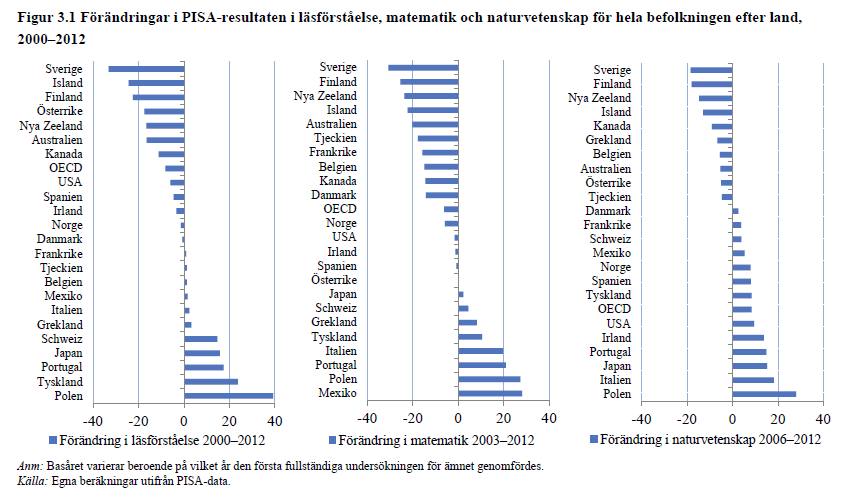 Figur 3.1 Förändringar i PISA-resultaten i läsförståelse, matematik och naturvetenskap för hela befolkningen efter land,
2000–2012
Sverige
Island
Finland
Österrike
Nya Zeeland
Australien
Kanada
OECD
USA
Spanien
Irland
Norge
Danmark
Frankrike
Tjeckien
Belgien
Mexiko
Italien
Grekland
Schweiz
Japan
Portugal
Tyskland
Polen
-40 -20 0 20 40
Förändring i läsförståelse 2000–2012
Sverige
Finland
Nya Zeeland
Island
Australien
Tjeckien
Frankrike
Belgien
Kanada
Danmark
OECD
Norge
USA
Irland
Spanien
Österrike
Japan
Schweiz
Grekland
Tyskland
Italien
Portugal
Polen
Mexiko
-40 -20 0 20 40
Förändring i matematik 2003–2012
Sverige
Finland
Nya Zeeland
Island
Kanada
Grekland
Belgien
Australien
Österrike
Tjeckien
Danmark
Frankrike
Schweiz
Mexiko
Norge
Spanien
Tyskland
OECD
USA
Irland
Portugal
Japan
Italien
Polen
-40 -20 0 20 40
Förändring i naturvetenskap 2006–2012
Anm: Basåret varierar beroende på vilket år den första fullständiga undersökningen för ämnet genomfördes.
Källa: Egna beräkningar utifrån PISA-data.